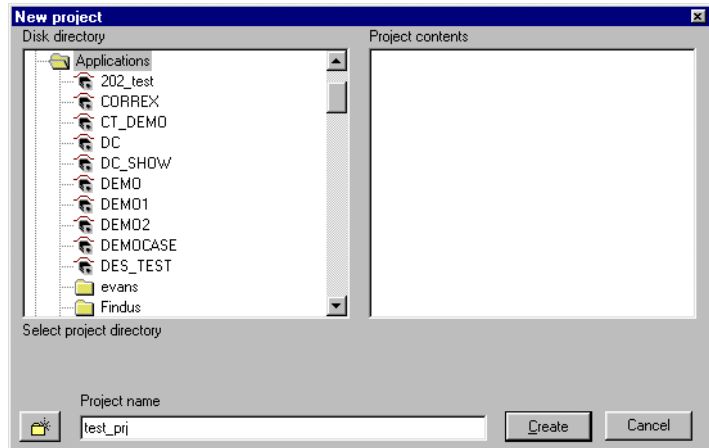 New project
Disk directory
Project contents
Applications
202_test
CORREX
CT_DEMO
DC
DC_SHOW
DEMO
DEMO1
DEMO2
DEMOCASE
DES_TEST
evans
Findus
Select project directory
Project name
test_prj
Create
Cancel